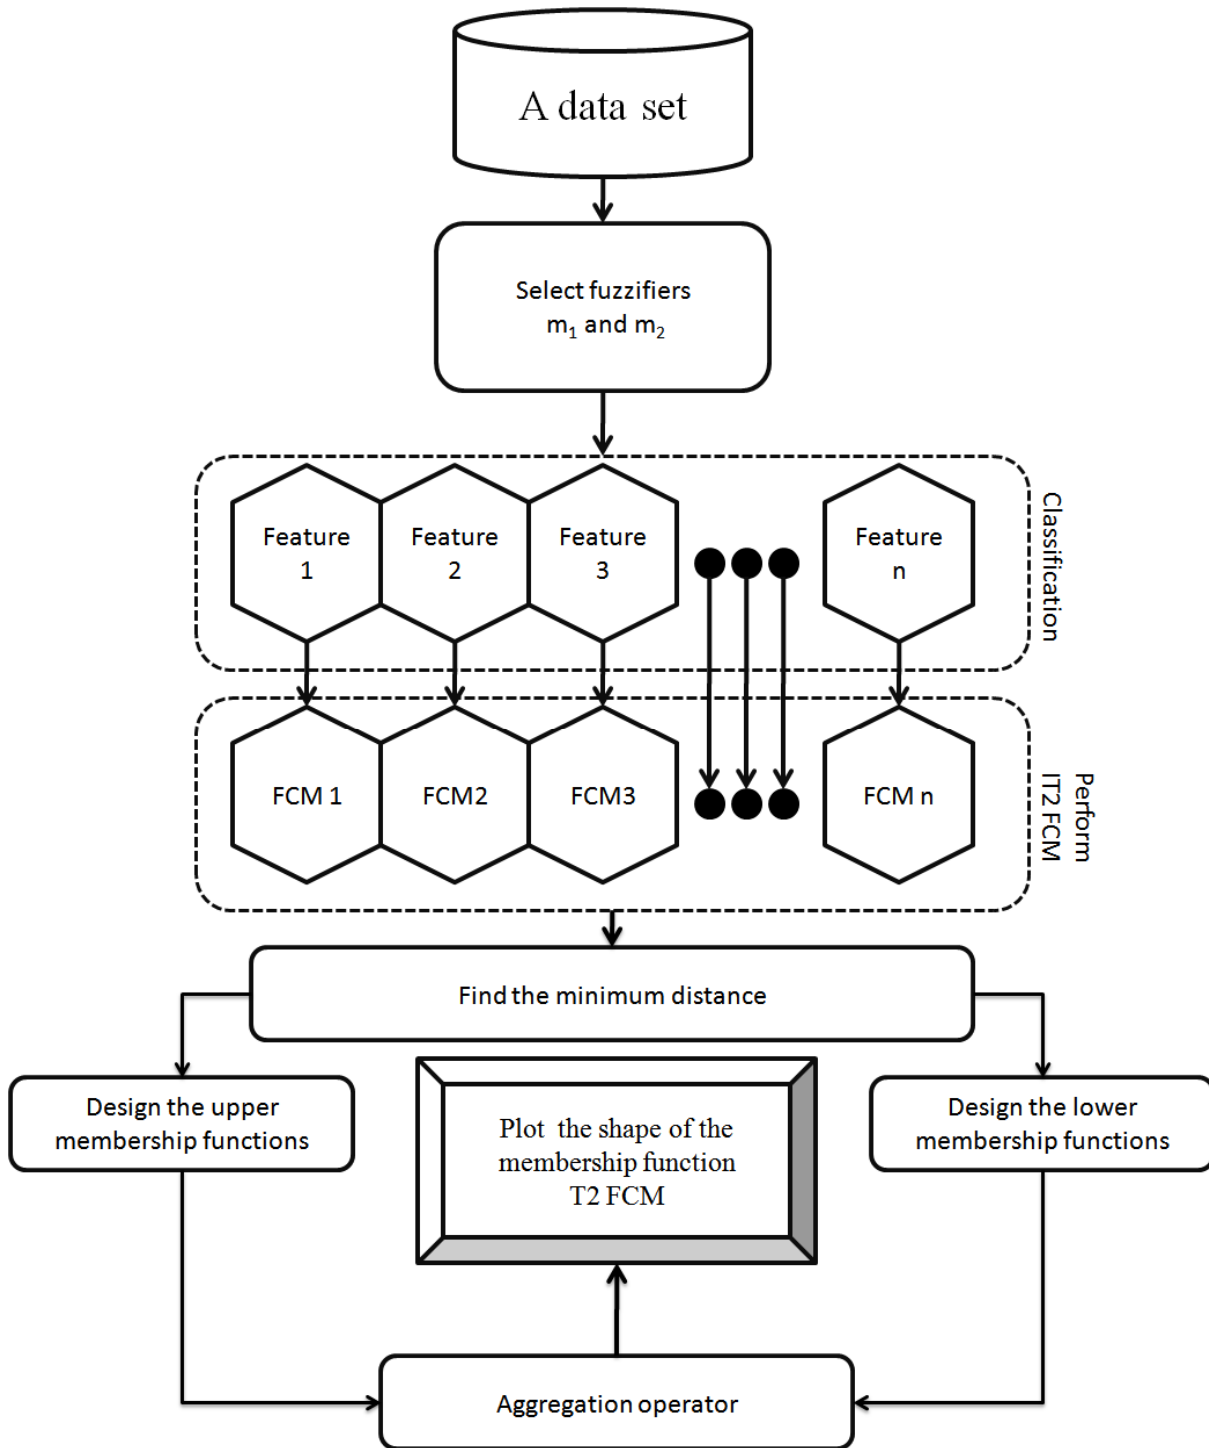 A data set
Select fuzzifiers
m₁ and m₂
Feature
1
Feature
2
Feature
3
Feature
n
Classification
FCM 1
FCM2
FCM3
FCM n
Perform
IT2 FCM
Find the minimum distance
Design the upper
membership functions
Plot the shape of the
membership function
T2 FCM
Design the lower
membership functions
Aggregation operator